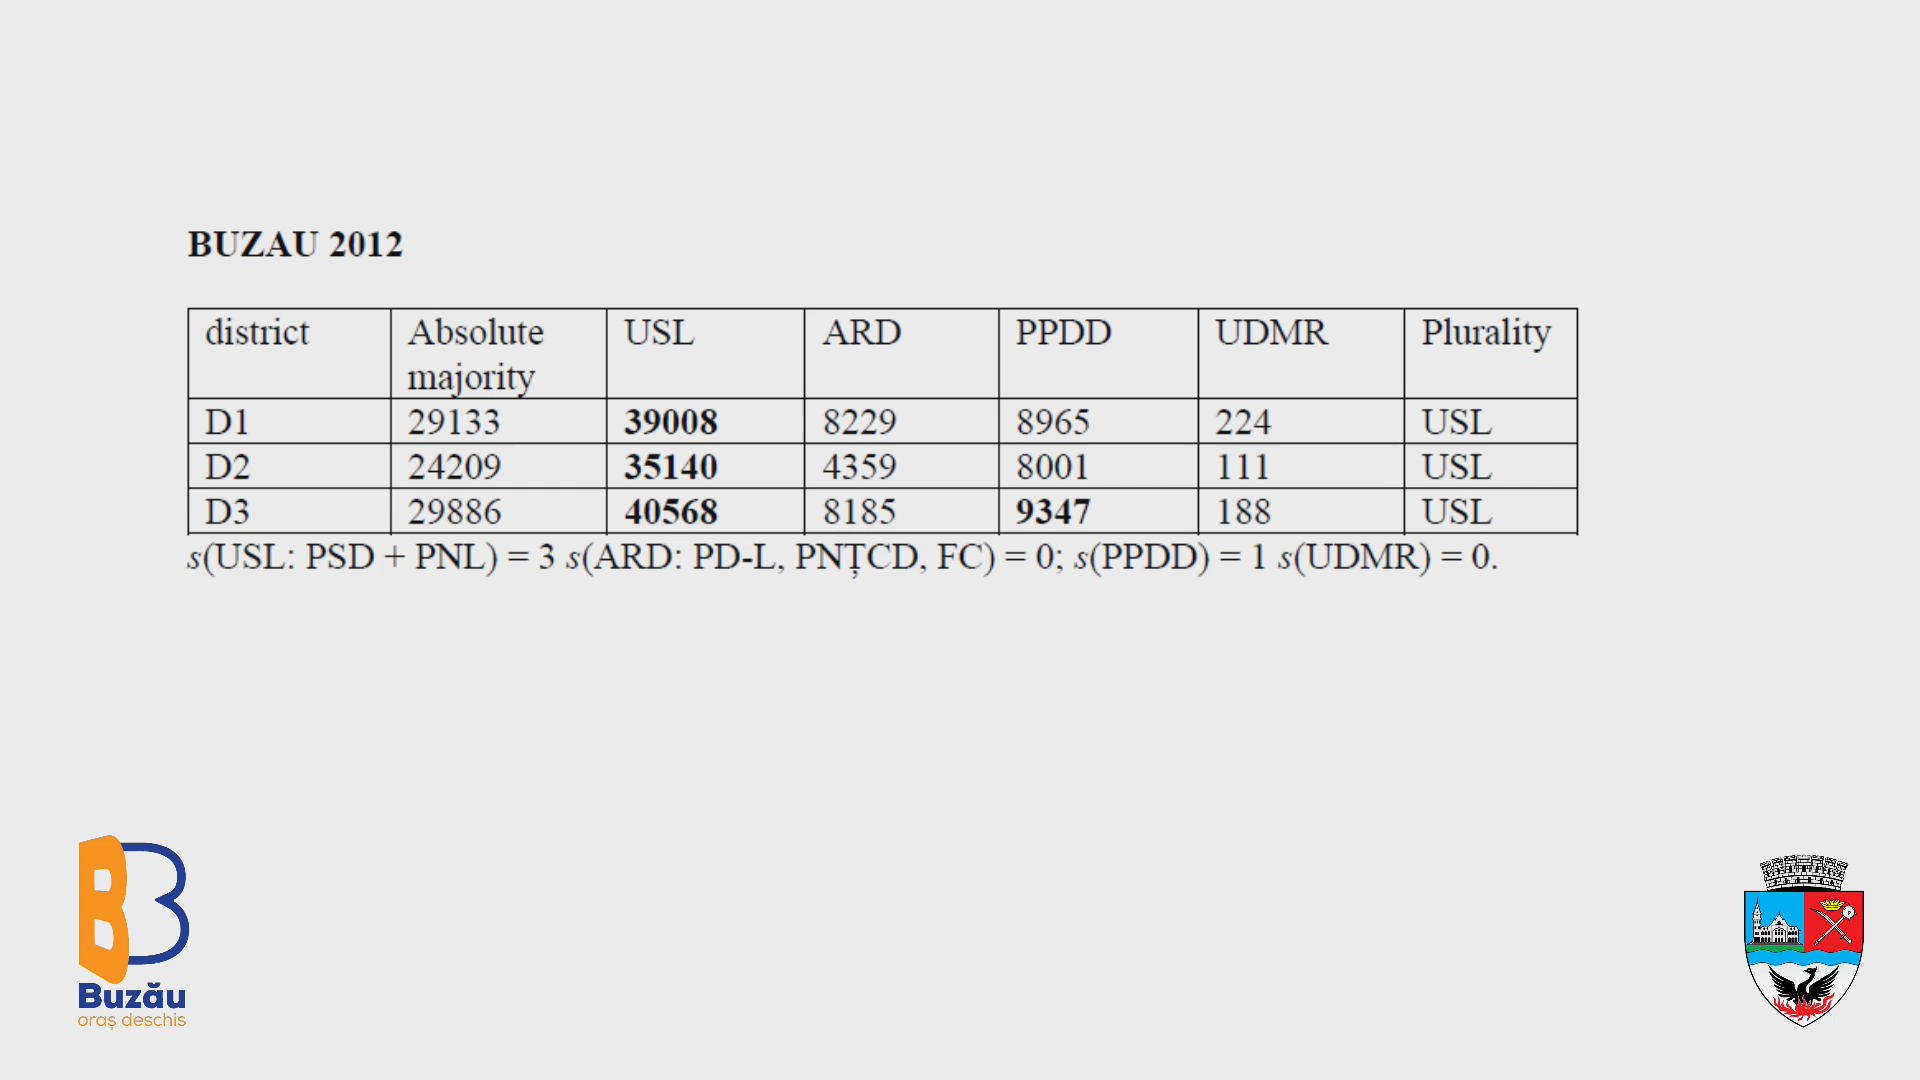 BUZAU 2012
district Absolute majority USL ARD PPDD UDMR Plurality
D1 29133 39008 8229 8965 224 USL
D2 24209 35140 4359 8001 111 USL
D3 29886 40568 8185 9347 188 USL
s(USL: PSD + PNL) = 3 s(ARD: PD-L, PNȚCD, FC) = 0; s(PPDD) = 1 s(UDMR) = 0.
Buzău
oraș deschis